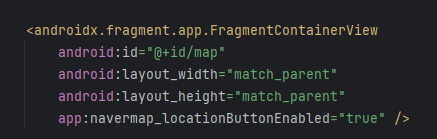 <androidx.fragment.app.FragmentContainerView
    android:id="@+id/map"
    android:layout_width="match_parent"
    android:layout_height="match_parent"
    app:navermap_locationButtonEnabled="true" />